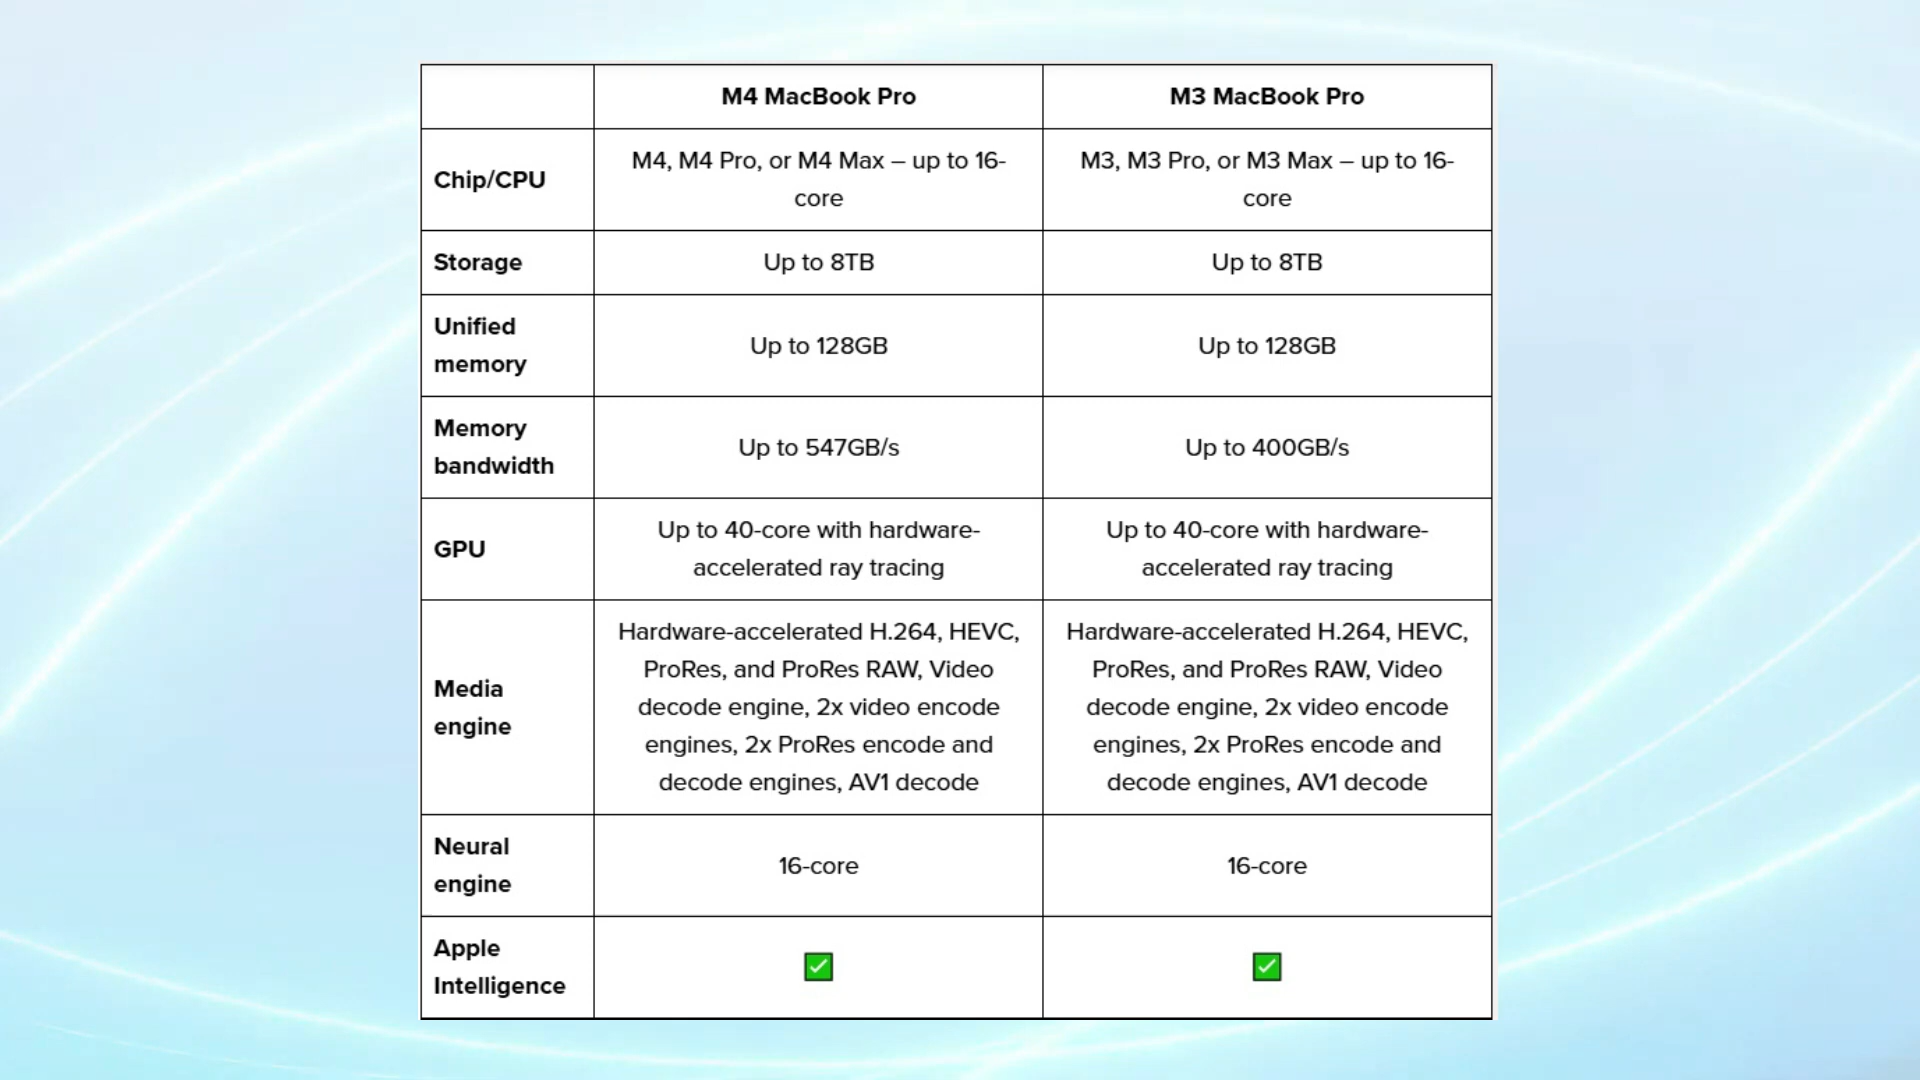 M4 MacBook Pro
M3 MacBook Pro
Chip/CPU
M4, M4 Pro, or M4 Max – up to 16-
core
M3, M3 Pro, or M3 Max – up to 16-
core
Storage
Up to 8TB
Up to 8TB
Unified
memory
Up to 128GB
Up to 128GB
Memory
bandwidth
Up to 547GB/s
Up to 400GB/s
GPU
Up to 40-core with hardware-
accelerated ray tracing
Up to 40-core with hardware-
accelerated ray tracing
Media
engine
Hardware-accelerated H.264, HEVC,
ProRes, and ProRes RAW, Video
decode engine, 2x video encode
engines, 2x ProRes encode and
decode engines, AV1 decode
Hardware-accelerated H.264, HEVC,
ProRes, and ProRes RAW, Video
decode engine, 2x video encode
engines, 2x ProRes encode and
decode engines, AV1 decode
Neural
engine
16-core
16-core
Apple
Intelligence
✅
✅